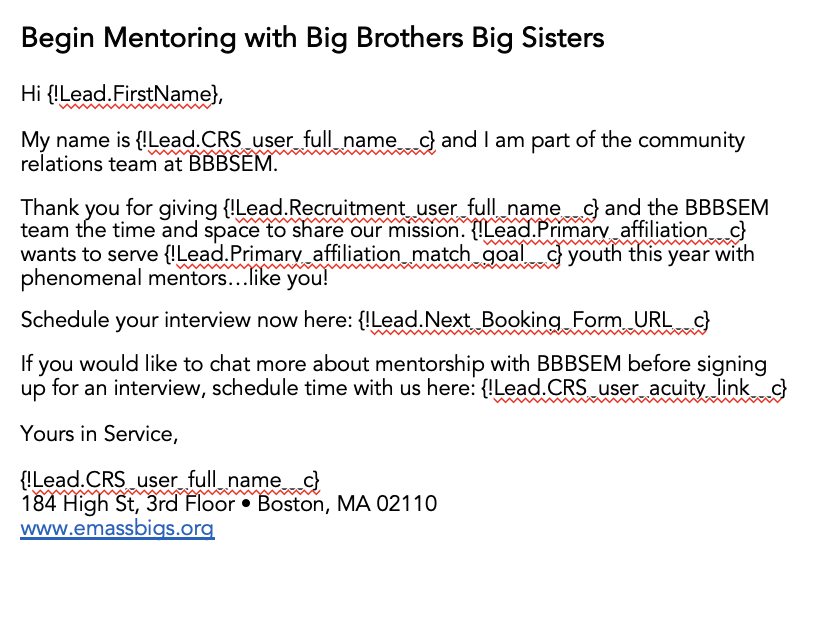 Begin Mentoring with Big Brothers Big Sisters
Hi {!Lead.FirstName},
My name is {!Lead.CRS_user_full_name__c} and I am part of the community
relations team at BBBSEM.
Thank you for giving {!Lead.Recruitment_user_full_name__c} and the BBBSEM
team the time and space to share our mission. {!Lead.Primary_affiliation__c}
wants to serve {!Lead.Primary_affiliation_match_goal__c} youth this year with
phenomenal mentors…like you!
Schedule your interview now here: {!Lead.Next_Booking_Form_URL__c}
If you would like to chat more about mentorship with BBBSEM before signing
up for an interview, schedule time with us here: {!Lead.CRS_user_acuity_link__c}
Yours in Service,
{!Lead.CRS_user_full_name__c}
184 High St, 3rd Floor • Boston, MA 02110
www.emassbigs.org